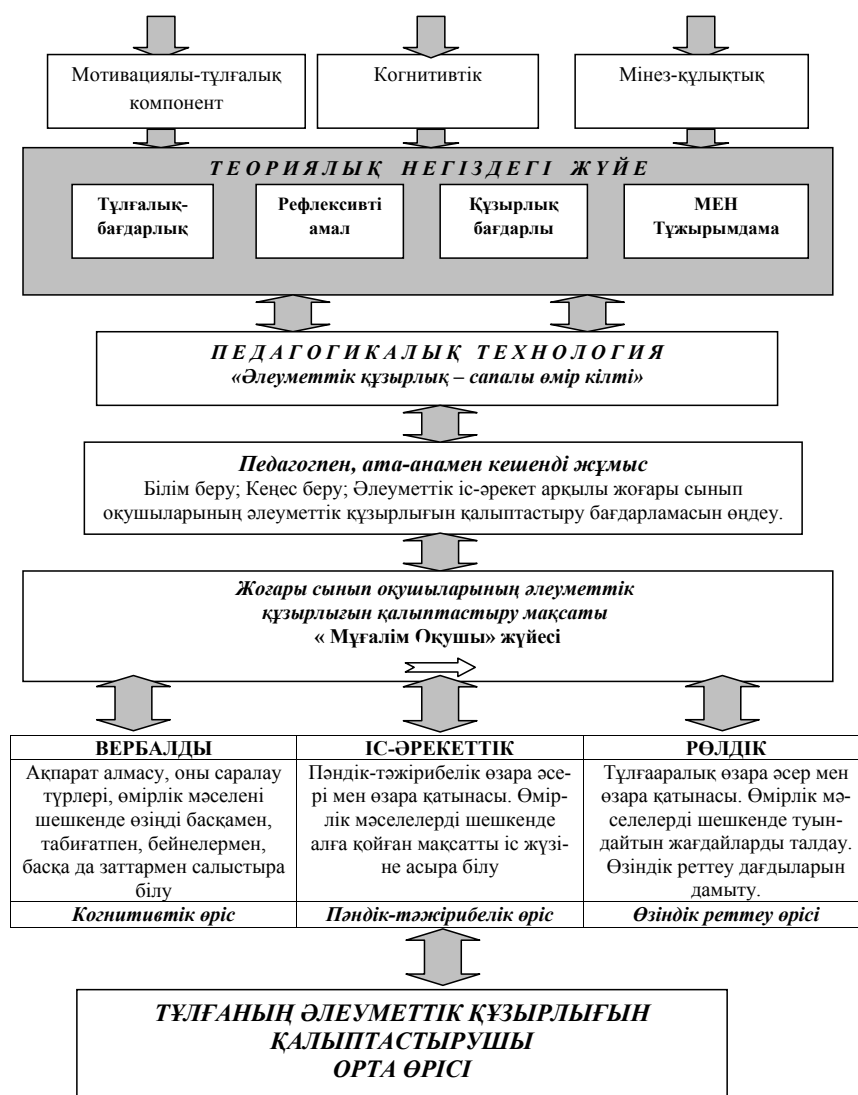 Мотивациялы-тұлғалық
компонент
Когнитивтік
Мінез-құлықтық
ТЕОРИЯЛЫҚ НЕГІЗДЕГІ ЖҮЙЕ
Тұлғалық-
бағдарлық
Рефлексивті
амал
Құзырлық
бағдарлы
МЕН
Тұжырымдама
ПЕДАГОГИКАЛЫҚ ТЕХНОЛОГИЯ
«Әлеуметтік құзырлық – сапалы өмір кілті»
Педагогпен, ата-анамен кешенді жұмыс
Білім беру; Кеңес беру; Әлеуметтік іс-әрекет арқылы жоғары сынып
оқушыларының әлеуметтік құзырлығын қалыптастыру бағдарламасын өңдеу.
Жоғары сынып оқушыларының әлеуметтік
құзырлығын қалыптастыру мақсаты
« Мұғалім Оқушы» жүйесі
ВЕРБАЛДЫ
Ақпарат алмасу, оны саралау
түрлері, өмірлік мәселені
шешкенде өзіңді басқамен,
табиғатпен, бейнелермен,
басқа да заттармен салыстыра
білу
Когнитивтік өріс
ІС-ӘРЕКЕТТІК
Пәндік-тәжірибелік өзара әсе-
рі мен өзара қатынасы. Өмір-
лік мәселелерді шешкенде
алға қойған мақсатты іс жүзі-
не асыра білу
Пәндік-тәжірибелік өріс
РӨЛДІК
Тұлғааралық өзара әсер мен
өзара қатынасы. Өмірлік мә-
селелерді шешкенде туын-
дайтын жағдайларды талдау.
Өзіндік реттеу дағдыларын
дамыту.
Өзіндік реттеу өрісі
ТҰЛҒАНЫҢ ӘЛЕУМЕТТІК ҚҰЗЫРЛЫҒЫН
ҚАЛЫПТАСТЫРУШЫ
ОРТА ӨРІСІ